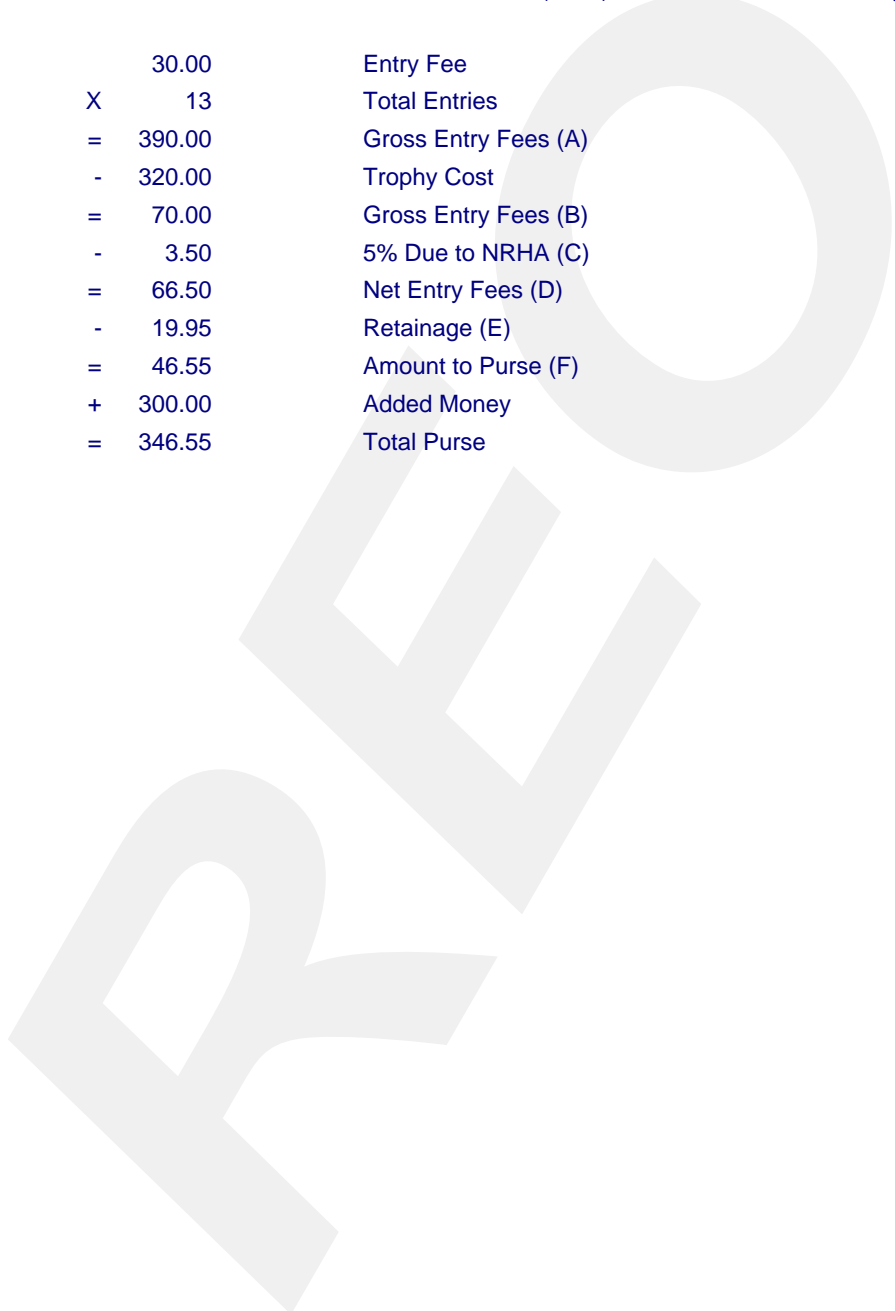 30.00 Entry Fee
X 13 Total Entries
= 390.00 Gross Entry Fees (A)
- 320.00 Trophy Cost
= 70.00 Gross Entry Fees (B)
- 3.50 5% Due to NRHA (C)
= 66.50 Net Entry Fees (D)
- 19.95 Retainage (E)
= 46.55 Amount to Purse (F)
+ 300.00 Added Money
= 346.55 Total Purse
REO